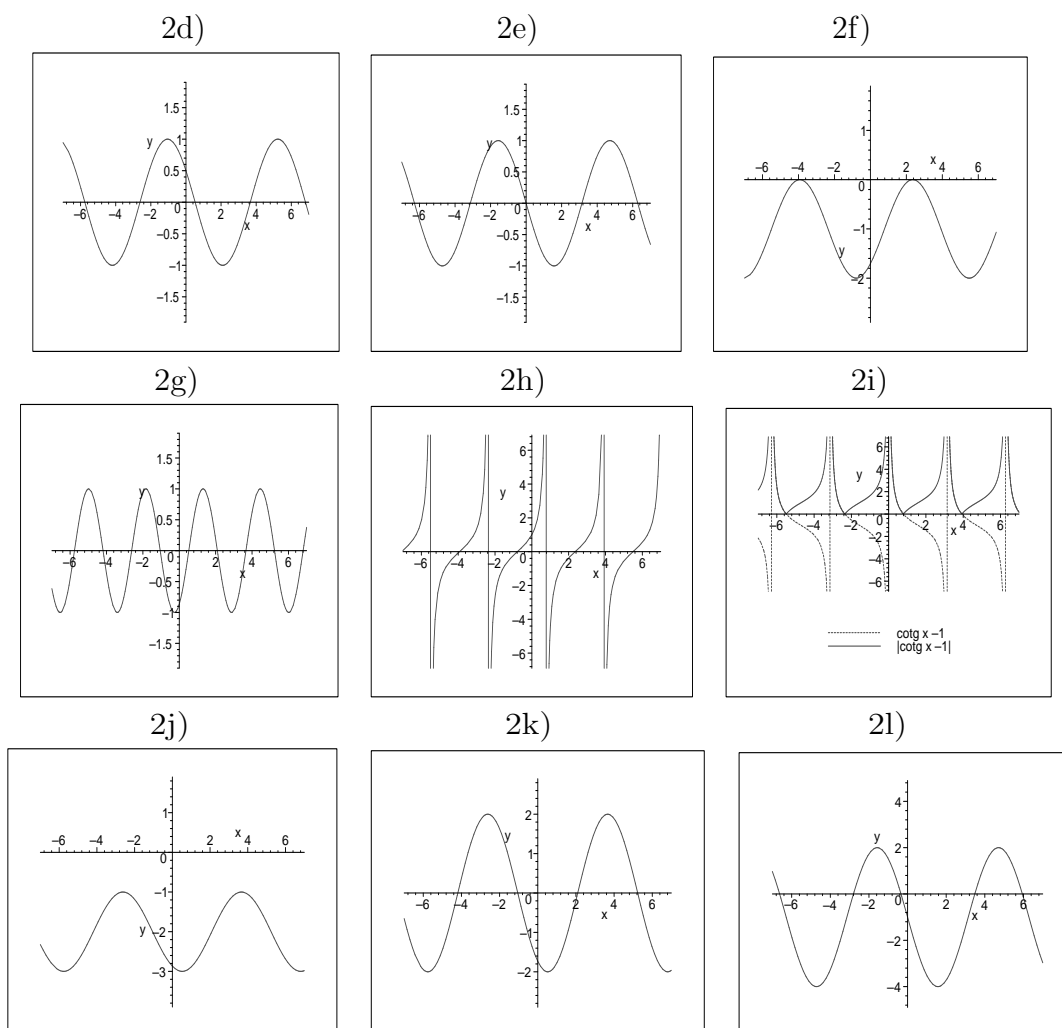 2d) 2e) 2f)
1.5
y 1
0.5
–6 –4 –2 0 2 4 6
x
–0.5
–1
–1.5
1.5
y 1
0.5
–6 –4 –2 0 2 4 6
x
–0.5
–1
–1.5
1
x
–6 –4 –2 2 4 6
0
–1
y
–2
2g) 2h) 2i)
1.5
y 1
0.5
–6 –4 –2 0 2 4 6
x
–0.5
–1
–1.5
6
4
y
2
–6 –4 –2 0 2 4 6
x
–2
–4
–6
6
4
y
2
–6 –4 –2 0 2 4 6
x
–2
–4
–6
cotg x –1
|cotg x –1|
2j) 2k) 2l)
1
x
–6 –4 –2 2 4 6
0
–1
y –2
–3
2
y
1
–6 –4 –2 0 2 4 6
x
–1
–2
4
y
2
–6 –4 –2 0 2 4 6
x
–2
–4